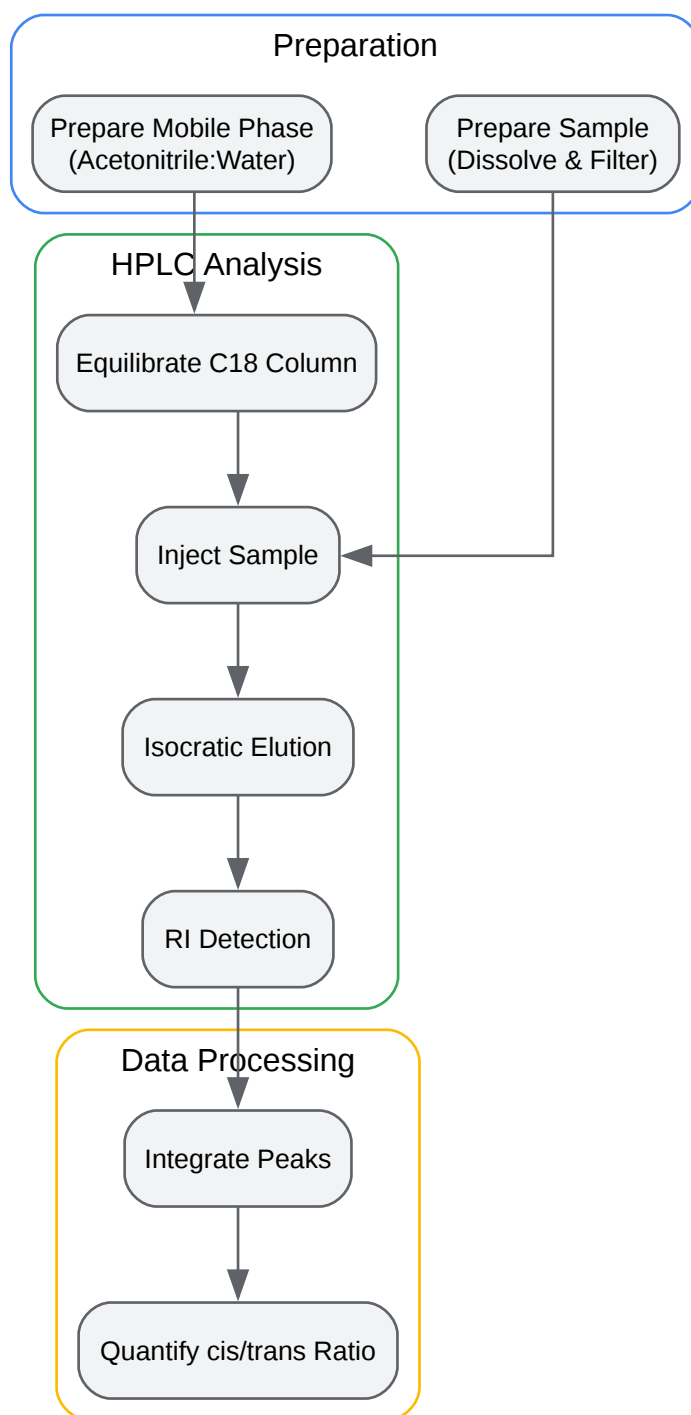 Preparation
Prepare Mobile Phase
(Acetonitrile:Water)
Prepare Sample
(Dissolve & Filter)
HPLC Analysis
Equilibrate C18 Column
Inject Sample
Isocratic Elution
RI Detection
Data Processing
Integrate Peaks
Quantify cis/trans Ratio